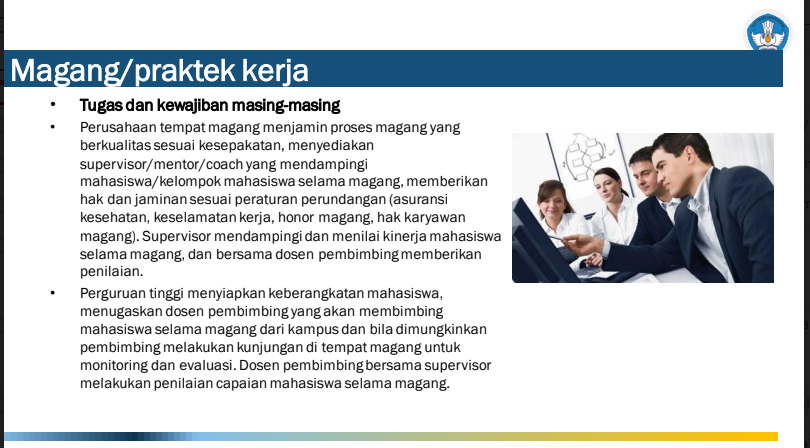 Magang/praktek kerja
• Tugas dan kewajiban masing-masing
• Perusahaan tempat magang menjamin proses magang yang
berkualitas sesuai kesepakatan, menyediakan
supervisor/mentor/coach yang mendampingi
mahasiswa/kelompok mahasiswa selama magang, memberikan
hak dan jaminan sesuai peraturan perundangan (asuransi
kesehatan, keselamatan kerja, honor magang, hak karyawan
magang). Supervisor mendampingi dan menilai kinerja mahasiswa
selama magang, dan bersama dosen pembimbing memberikan
penilaian.
• Perguruan tinggi menyiapkan keberangkatan mahasiswa,
menugaskan dosen pembimbing yang akan membimbing
mahasiswa selama magang dari kampus dan bila dimungkinkan
pembimbing melakukan kunjungan di tempat magang untuk
monitoring dan evaluasi. Dosen pembimbing bersama supervisor
melakukan penilaian capaian mahasiswa selama magang.